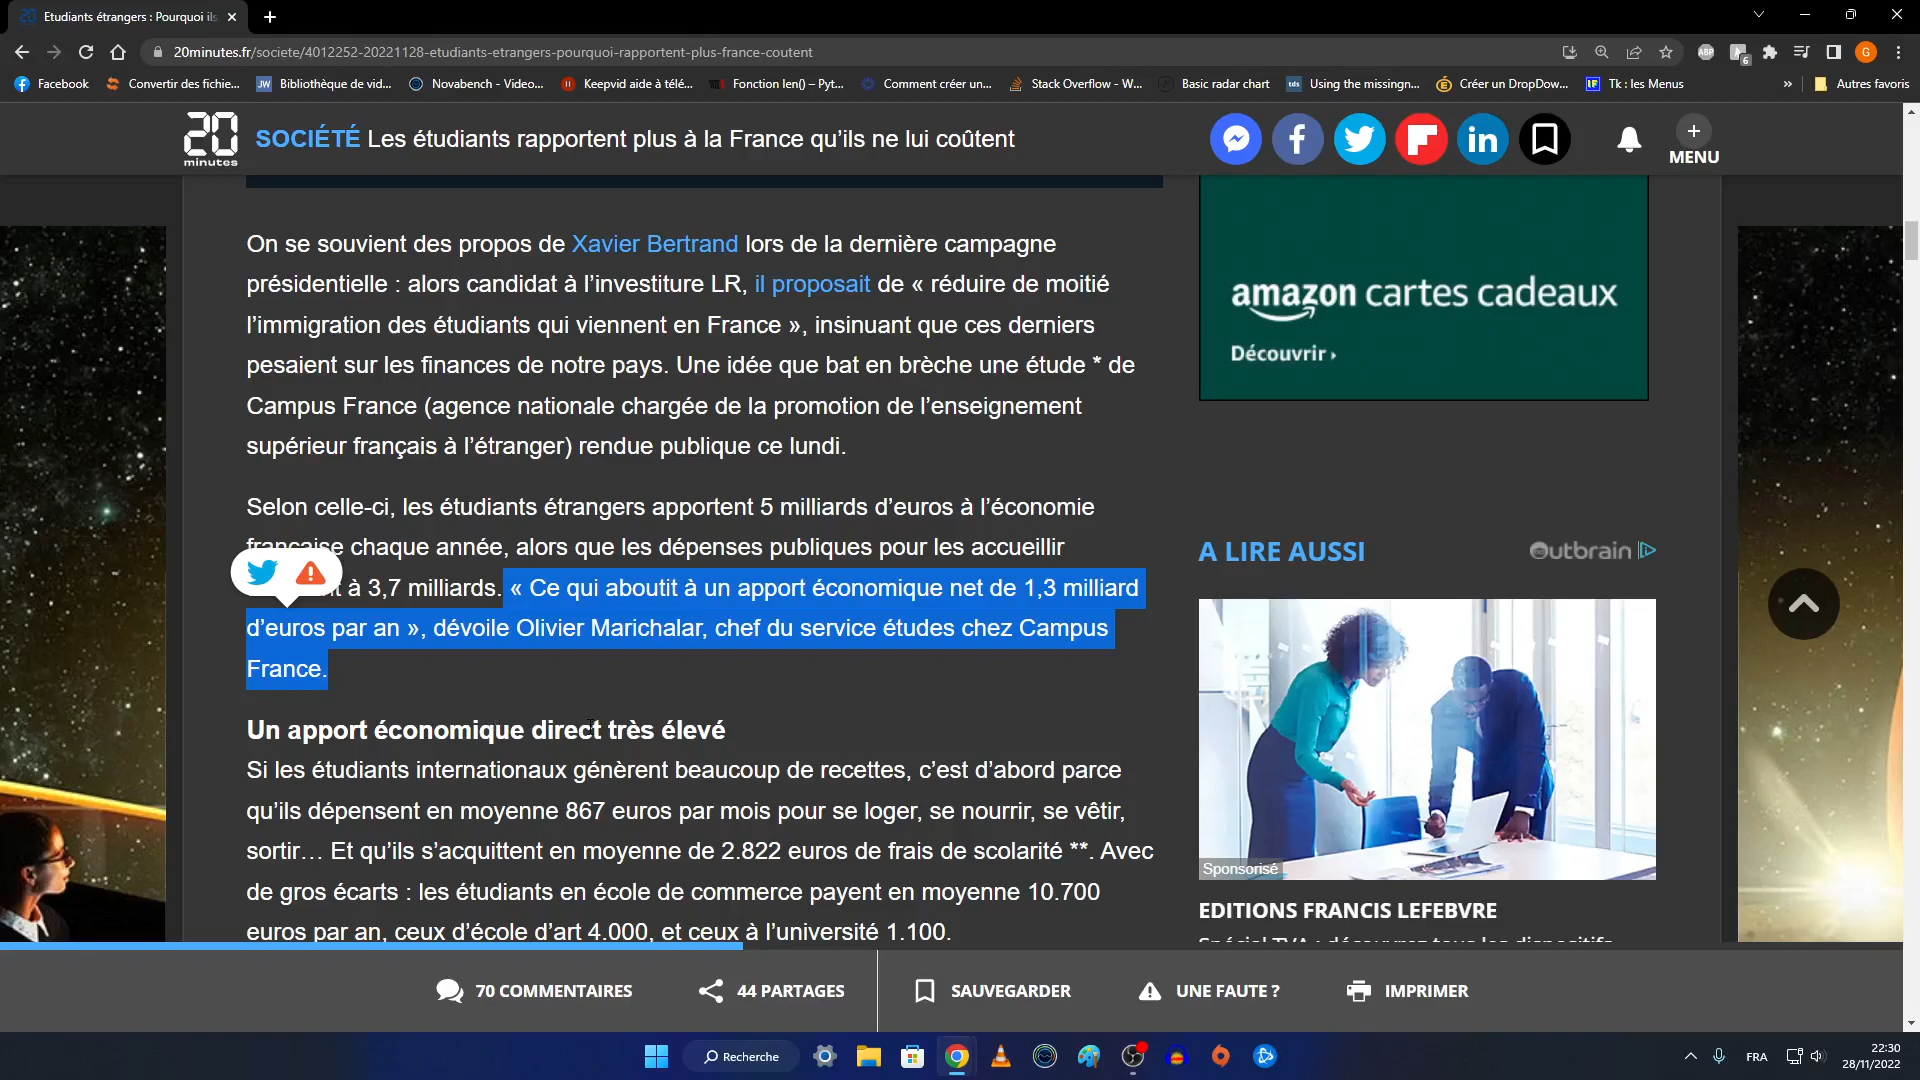 Etudiants étrangers : Pourquoi ils
20minutes.fr/societe/4012252-20221128-etudiants-etrangers-pourquoi-rapportent-plus-france-coutent
ABP
6
G
Facebook
Convertir des fichie...
JW Bibliothèque de vid...
Novabench - Video...
Keepvid aide à télé...
Fonction len() – Pyt...
Comment créer un...
Stack Overflow - W...
Basic radar chart
tds Using the missingn...
Créer un DropDow...
Tk : les Menus
»
Autres favoris
20 minutes
SOCIÉTÉ Les étudiants rapportent plus à la France qu’ils ne lui coûtent
MENU
On se souvient des propos de Xavier Bertrand lors de la dernière campagne
présidentielle : alors candidat à l’investiture LR, il proposait de « réduire de moitié
l’immigration des étudiants qui viennent en France », insinuant que ces derniers
pesaient sur les finances de notre pays. Une idée que bat en brèche une étude * de
Campus France (agence nationale chargée de la promotion de l’enseignement
supérieur français à l’étranger) rendue publique ce lundi.
Selon celle-ci, les étudiants étrangers apportent 5 milliards d’euros à l’économie
française chaque année, alors que les dépenses publiques pour les accueillir
à 3,7 milliards. « Ce qui aboutit à un apport économique net de 1,3 milliard
d’euros par an », dévoile Olivier Marichalar, chef du service études chez Campus
France.
Un apport économique direct très élevé
Si les étudiants internationaux génèrent beaucoup de recettes, c’est d’abord parce
qu’ils dépensent en moyenne 867 euros par mois pour se loger, se nourrir, se vêtir,
sortir… Et qu’ils s’acquittent en moyenne de 2.822 euros de frais de scolarité **. Avec
de gros écarts : les étudiants en école de commerce payent en moyenne 10.700
euros par an, ceux d’école d’art 4.000, et ceux à l’université 1.100.
amazon cartes cadeaux
Découvrir
A LIRE AUSSI
Outbrain
Sponsorisé
EDITIONS FRANCIS LEFEBVRE
Spécial TVA : découvrez tous les dispositifs
70 COMMENTAIRES
44 PARTAGES
SAUVEGARDER
UNE FAUTE ?
IMPRIMER
Recherche
FRA
22:30
28/11/2022